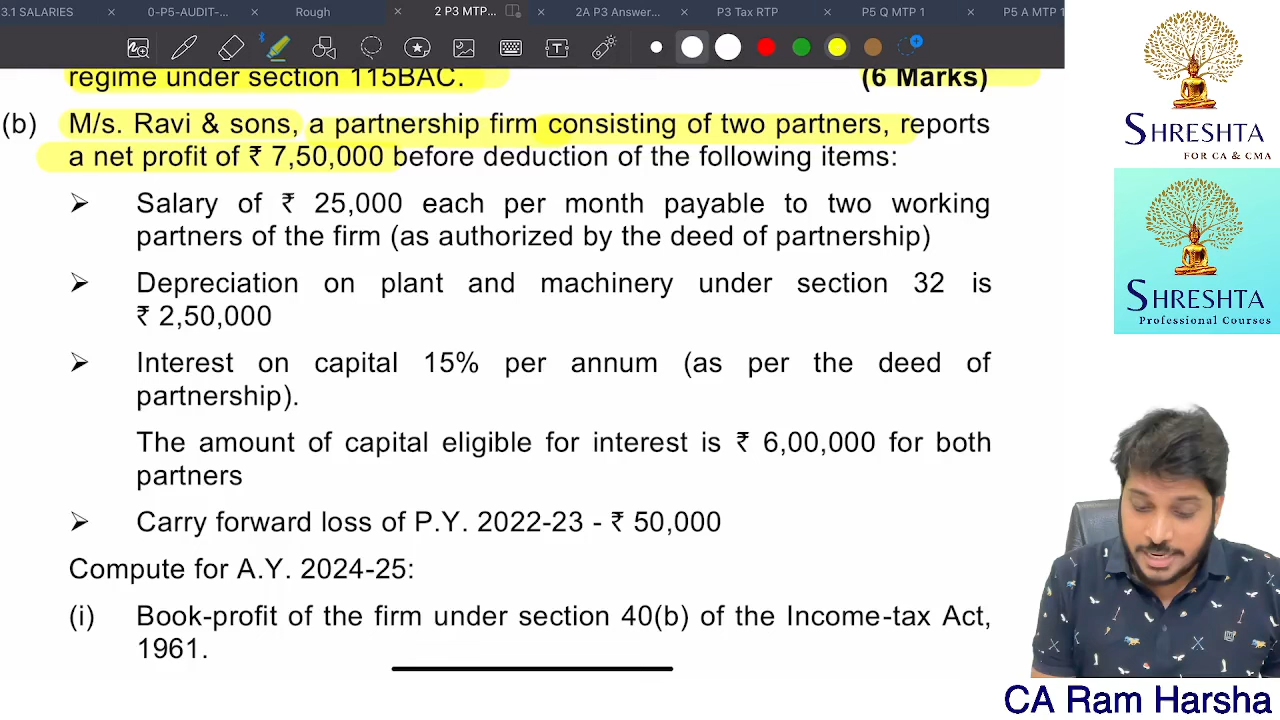 3.1 SALARIES
0-P5-AUDIT-...
Rough
2 P3 MTP...
2A P3 Answer...
P3 Tax RTP
P5 Q MTP 1
P5 A MTP 1
regime under section 115BAC. (6 Marks)
(b) M/s. Ravi & sons, a partnership firm consisting of two partners, reports
a net profit of ₹ 7,50,000 before deduction of the following items:
➢ Salary of ₹ 25,000 each per month payable to two working
partners of the firm (as authorized by the deed of partnership)
➢ Depreciation on plant and machinery under section 32 is
₹ 2,50,000
➢ Interest on capital 15% per annum (as per the deed of
partnership).
The amount of capital eligible for interest is ₹ 6,00,000 for both
partners
➢ Carry forward loss of P.Y. 2022-23 - ₹ 50,000
Compute for A.Y. 2024-25:
(i) Book-profit of the firm under section 40(b) of the Income-tax Act,
1961.
SHRESHTA
FOR CA & CMA
SHRESHTA
Professional Courses
CA Ram Harsha